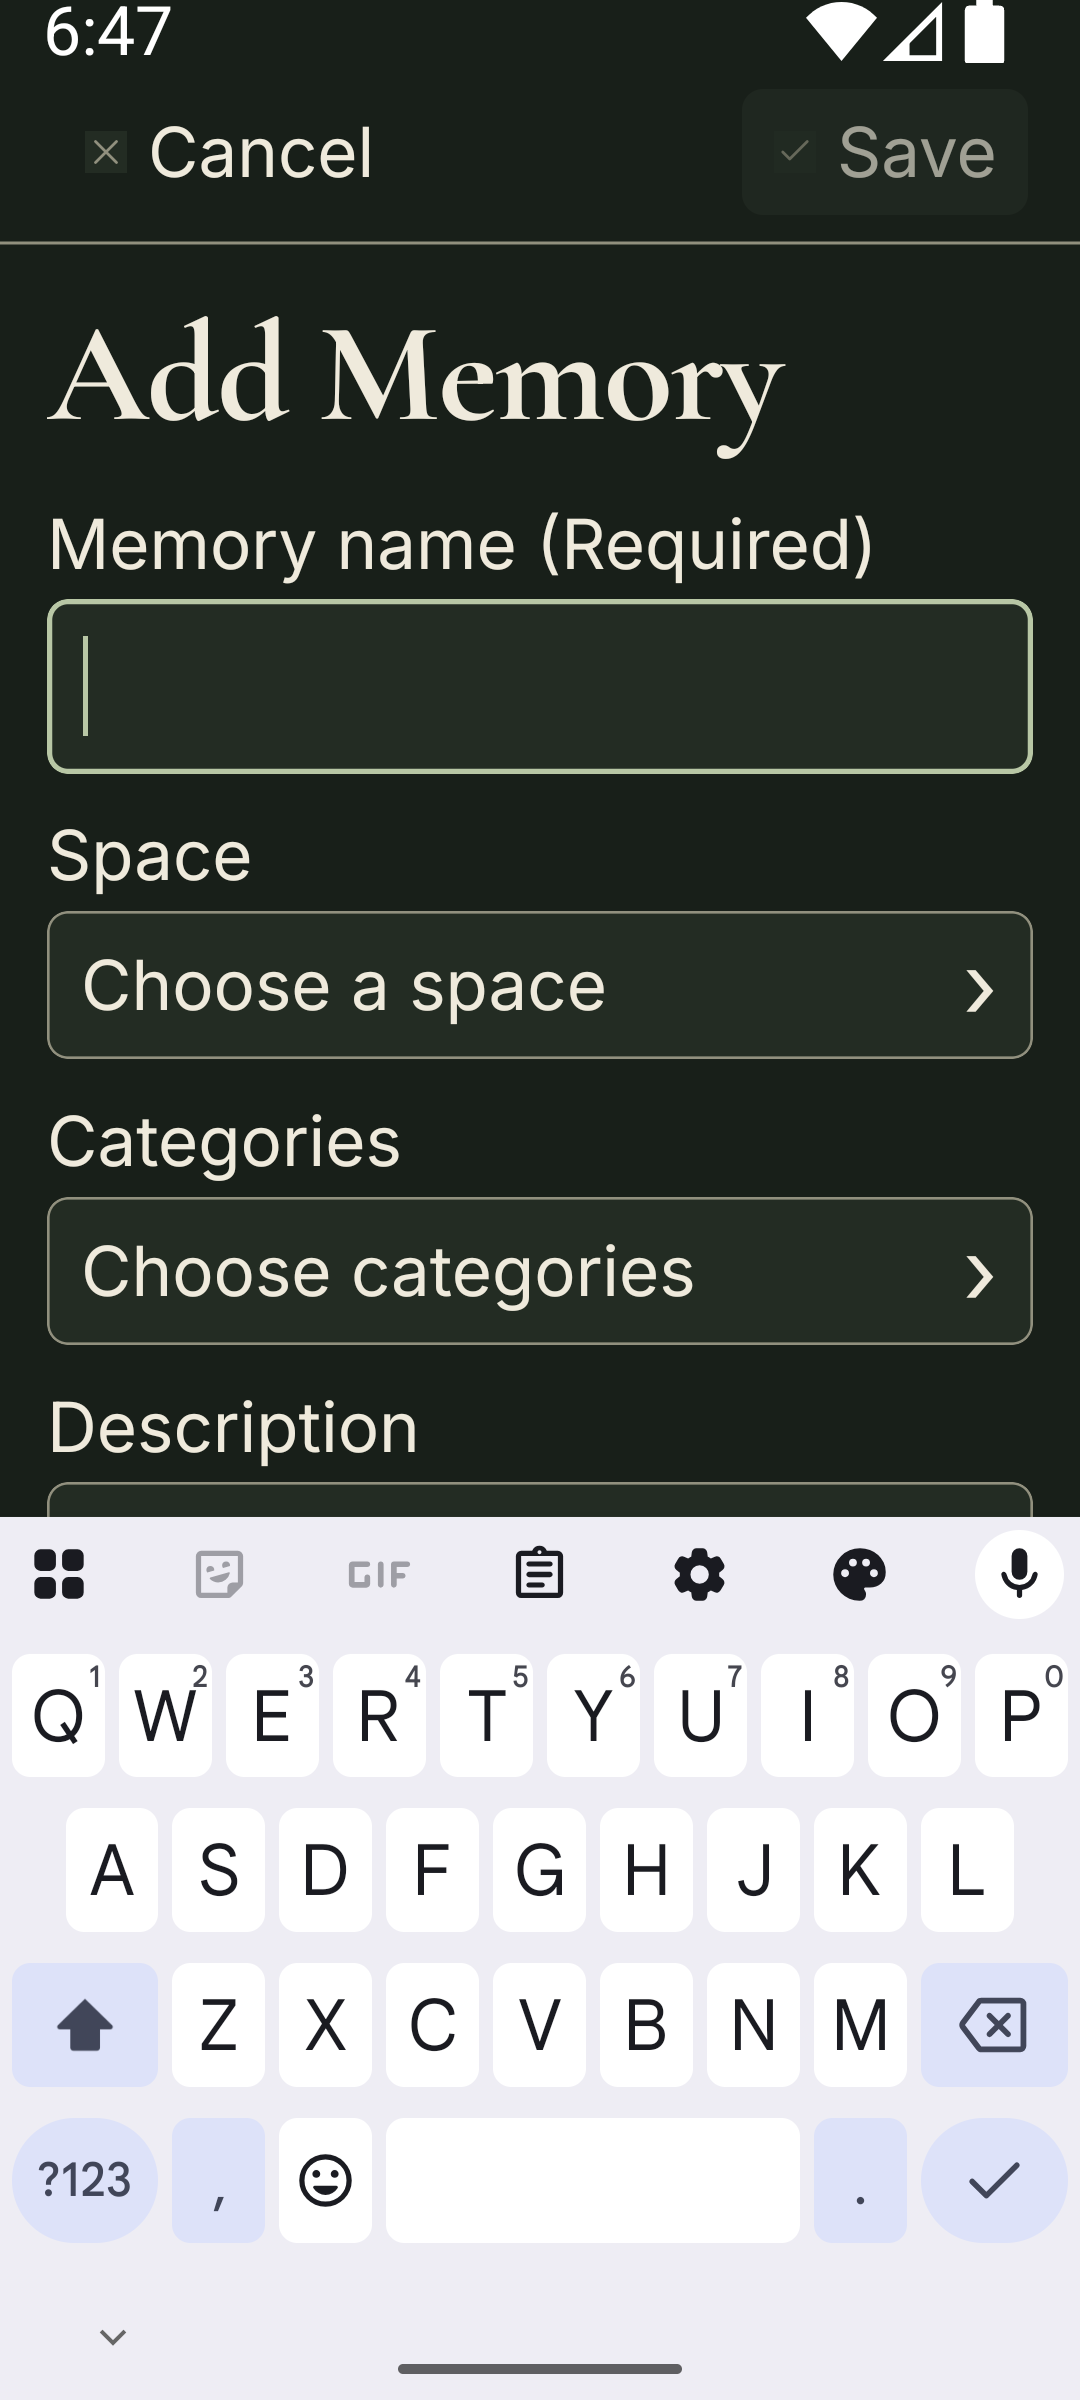 6:47
Cancel
Save
Add Memory
Memory name (Required)
Space
Choose a space
Categories
Choose categories
Description
GIF
Q1 W2 E3 R4 T5 Y6 U7 I8 O9 P0
A S D F G H J K L
Z X C V B N M
?123 , .